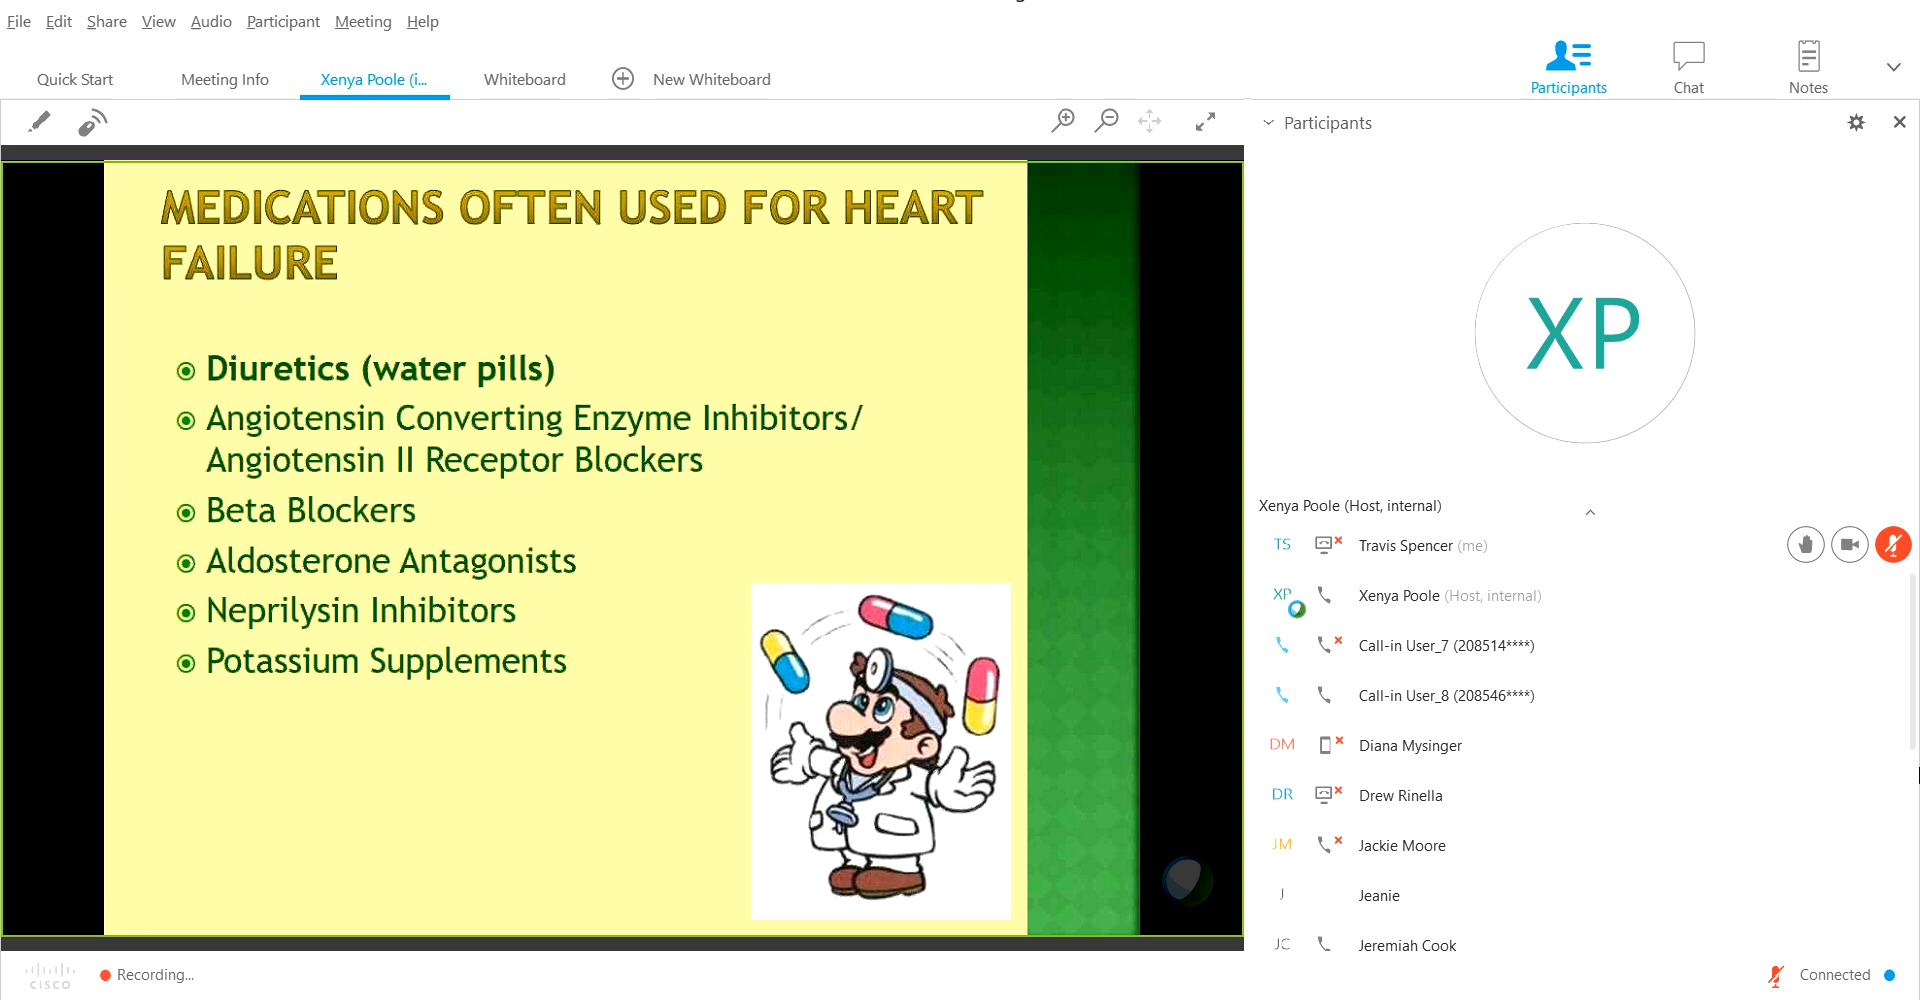 File Edit Share View Audio Participant Meeting Help
Quick Start Meeting Info Xenya Poole (i... Whiteboard New Whiteboard
Participants Chat Notes
Participants
MEDICATIONS OFTEN USED FOR HEART
FAILURE
Diuretics (water pills)
Angiotensin Converting Enzyme Inhibitors/
Angiotensin II Receptor Blockers
Beta Blockers
Aldosterone Antagonists
Neprilysin Inhibitors
Potassium Supplements
XP
Xenya Poole (Host, internal)
TS Travis Spencer (me)
XP Xenya Poole (Host, internal)
Call-in User_7 (208514****)
Call-in User_8 (208546****)
DM Diana Mysinger
DR Drew Rinella
JM Jackie Moore
J Jeanie
JC Jeremiah Cook
CISCO Recording...
Connected